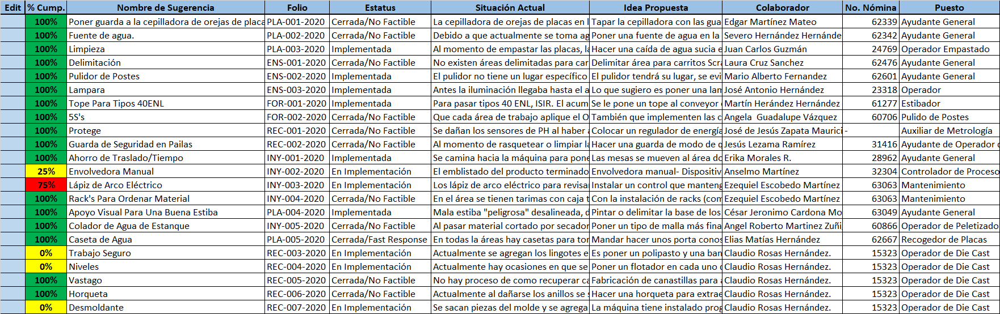 Edit % Cump. Nombre de Sugerencia Folio Estatus Situación Actual Idea Propuesta Colaborador No. Nómina Puesto
100% Poner guarda a la cepilladora de orejas de placa PLA-001-2020 Cerrada/No Factible La cepilladora de orejas de placas en l Tapar la cepilladora con las gua Edgar Martínez Mateo 62339 Ayudante General
100% Fuente de agua. PLA-002-2020 Cerrada/No Factible Debido a que actualmente se toma ag Poner una fuente de agua en la Severo Hernández Hernánde 62342 Ayudante General
100% Limpieza PLA-003-2020 Implementada Al momento de empastar las placas, la Hacer una caída de agua sucia e Juan Carlos Guzmán 24769 Operador Empastado
100% Delimitación ENS-001-2020 Cerrada/No Factible No existen áreas delimitadas para car Delimitar área para carritos Scra Laura Cruz Sanchez 62476 Ayudante General
100% Pulidor de Postes ENS-002-2020 Implementada El pulidor no tiene un lugar específico El pulidor tendrá su lugar, se evi Mario Alberto Fernandez 62601 Ayudante General
100% Lampara ENS-003-2020 Implementada Antes la iluminación llegaba hasta el a Lo que sugiero es poner una lam José Antonio Hernández 23318 Operador
100% Tope Para Tipos 40ENL FOR-001-2020 Implementada Para pasar tipos 40 ENL, ISIR. El acum Se le pone un tope al conveyor Martín Herández Hernández 61277 Estibador
100% 5S's FOR-002-2020 Cerrada/No Factible Que cada área de trabajo aplique el O También que implementen las c Angela Guadalupe Vázquez 60706 Pulido de Postes
100% Protege REC-001-2020 Cerrada/No Factible Se dañan los sensores de PH al haber a Colocar un regulador de energía José de Jesús Zapata Maurici - Auxiliar de Metrología
100% Guarda de Seguridad en Pailas REC-002-2020 Cerrada/No Factible Al momento de rasquetear o limpiar la Hacer una guarda de modo de q Jesús Lezama Ramírez 31416 Ayudante de Operador
100% Ahorro de Traslado/Tiempo INY-001-2020 Implementada Se camina hacia la máquina para pone Las mesas se mueven al área do Erika Morales R. 28962 Ayudante General
25% Envolvedora Manual INY-002-2020 En Implementación El emblistado del producto terminado Envolvedora manual- Dispositiv Anselmo Martínez 32304 Controlador de Proceso
75% Lápiz de Arco Eléctrico INY-003-2020 En Implementación Los lápiz de arco eléctrico para revisar Instalar un control que manteng Ezequiel Escobedo Martínez 63063 Mantenimiento
100% Rack's Para Ordenar Material INY-004-2020 Cerrada/No Factible En el área se tienen tarimas con caja t Con la instalación de racks (com Ezequiel Escobedo Martínez 63063 Mantenimiento
100% Apoyo Visual Para Una Buena Estiba PLA-004-2020 Implementada Mala estiba "peligrosa" desalineada, d Pintar o delimitar la base de los César Jeronimo Cardona Mo 63049 Ayudante General
100% Colador de Agua de Estanque INY-005-2020 Cerrada/No Factible Al pasar material cortado por secador Poner un tipo de malla más fina Angel Roberto Martinez Zuñi 60866 Operador de Peletizado
100% Caseta de Agua PLA-005-2020 Cerrada/Fast Response En todas la áreas hay casetas para tor Mandar hacer unos porta conos Elias Matías Hernández 62667 Recogedor de Placas
0% Trabajo Seguro REC-003-2020 En Implementación Actualmente se agregan los lingotes e Es poner un polipasto y una ban Claudio Rosas Hernández. 15323 Operador de Die Cast
0% Niveles REC-004-2020 En Implementación Actualmente hay ocasiones en que se Poner un flotador en cada uno Claudio Rosas Hernández. 15323 Operador de Die Cast
100% Vastago REC-005-2020 Cerrada/No Factible No hay proceso de como recuperar ca Fabricación de canastillas para a Claudio Rosas Hernández. 15323 Operador de Die Cast
100% Horqueta REC-006-2020 Cerrada/No Factible Actualmente al dañarse los anillos se s Hacer una horqueta para extrae Claudio Rosas Hernández. 15323 Operador de Die Cast
0% Desmoldante REC-007-2020 En Implementación Se sacan piezas del molde y se agrega La máquina tiene instalado prog Claudio Rosas Hernández. 15323 Operador de Die Cast